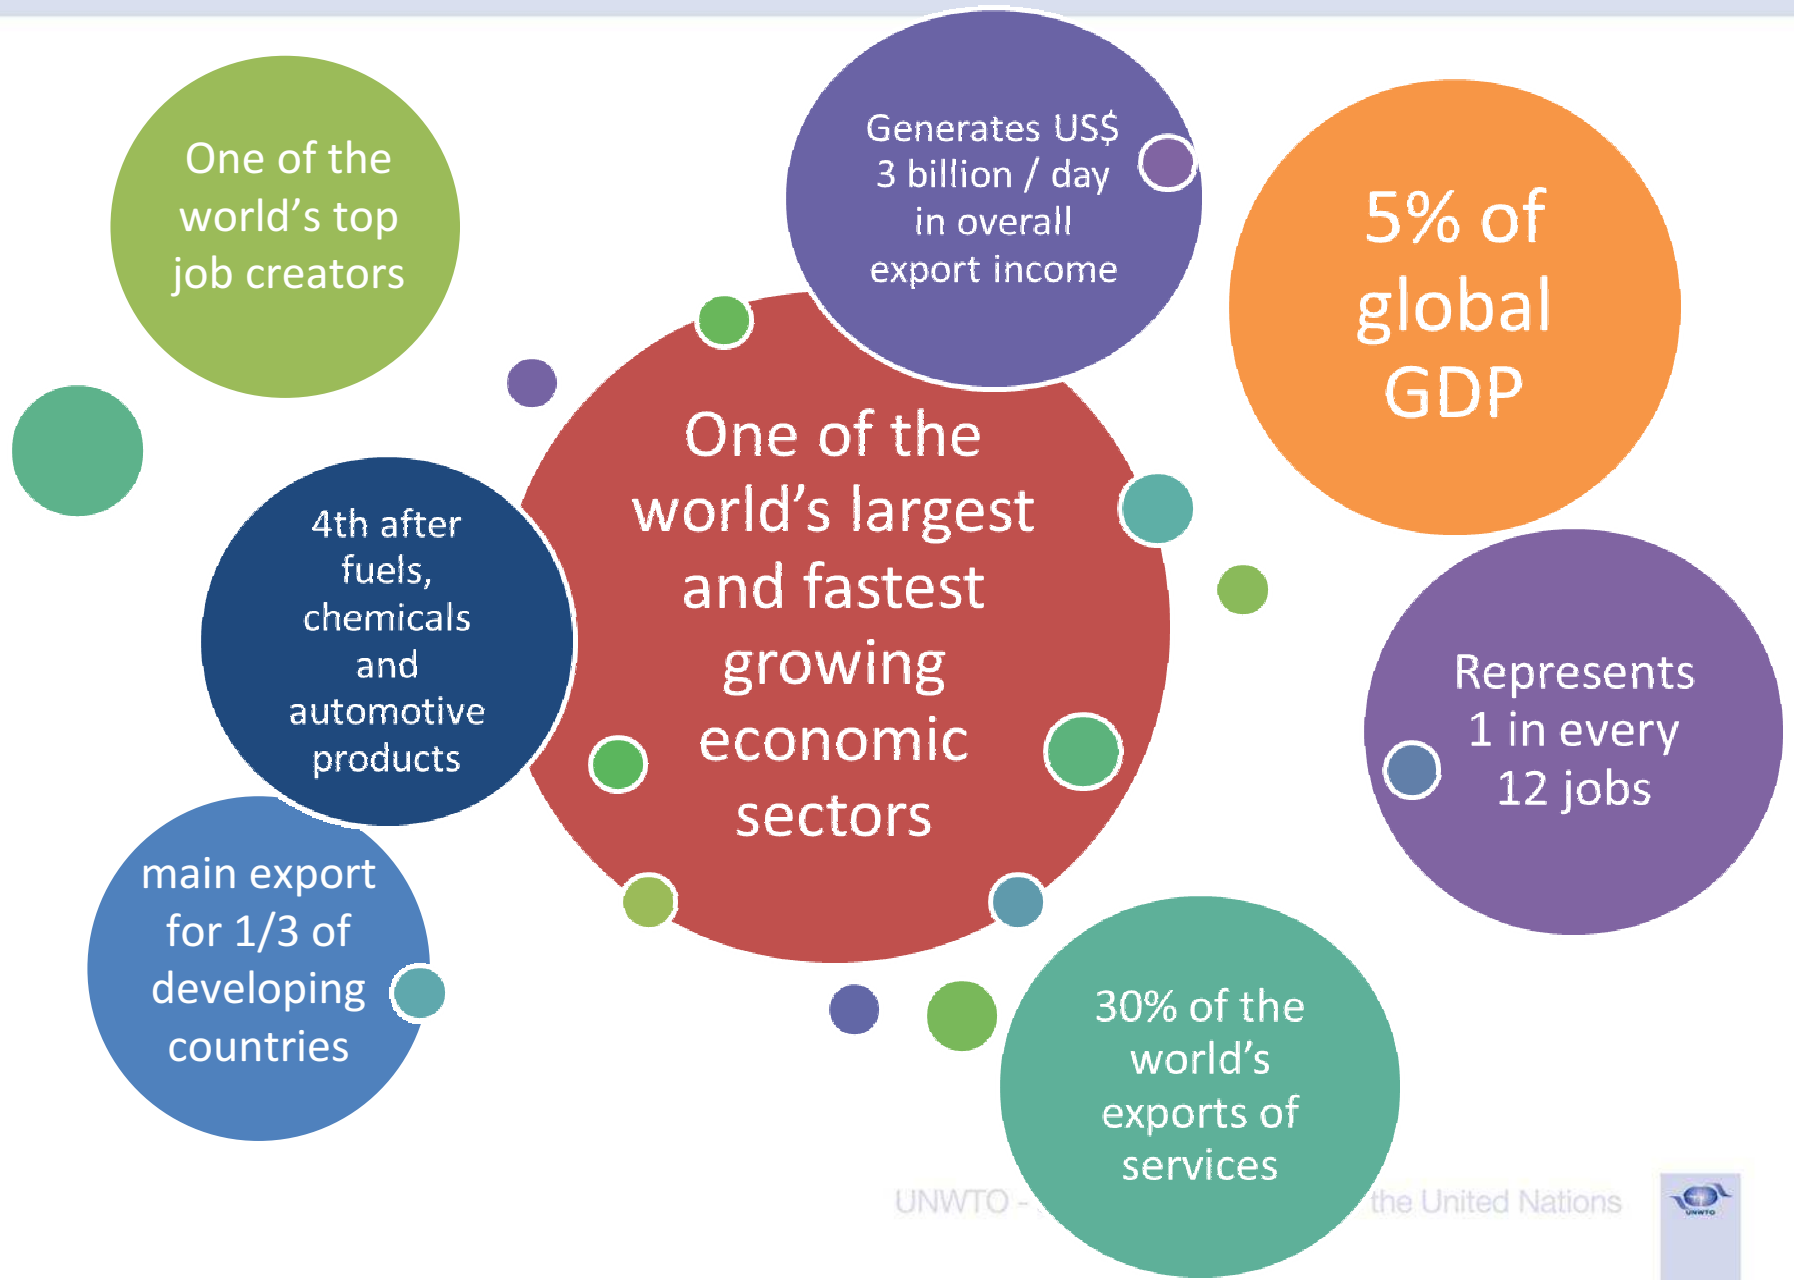 One of the
world's top
job creators
Generates US$
3 billion / day
in overall
export income
5% of
global
GDP
4th after
fuels,
chemicals
and
automotive
products
One of the
world's largest
and fastest
growing
economic
sectors
Represents
1 in every
12 jobs
main export
for 1/3 of
developing
countries
30% of the
world's
exports of
services
UNWTO - the United Nations
UNWTO